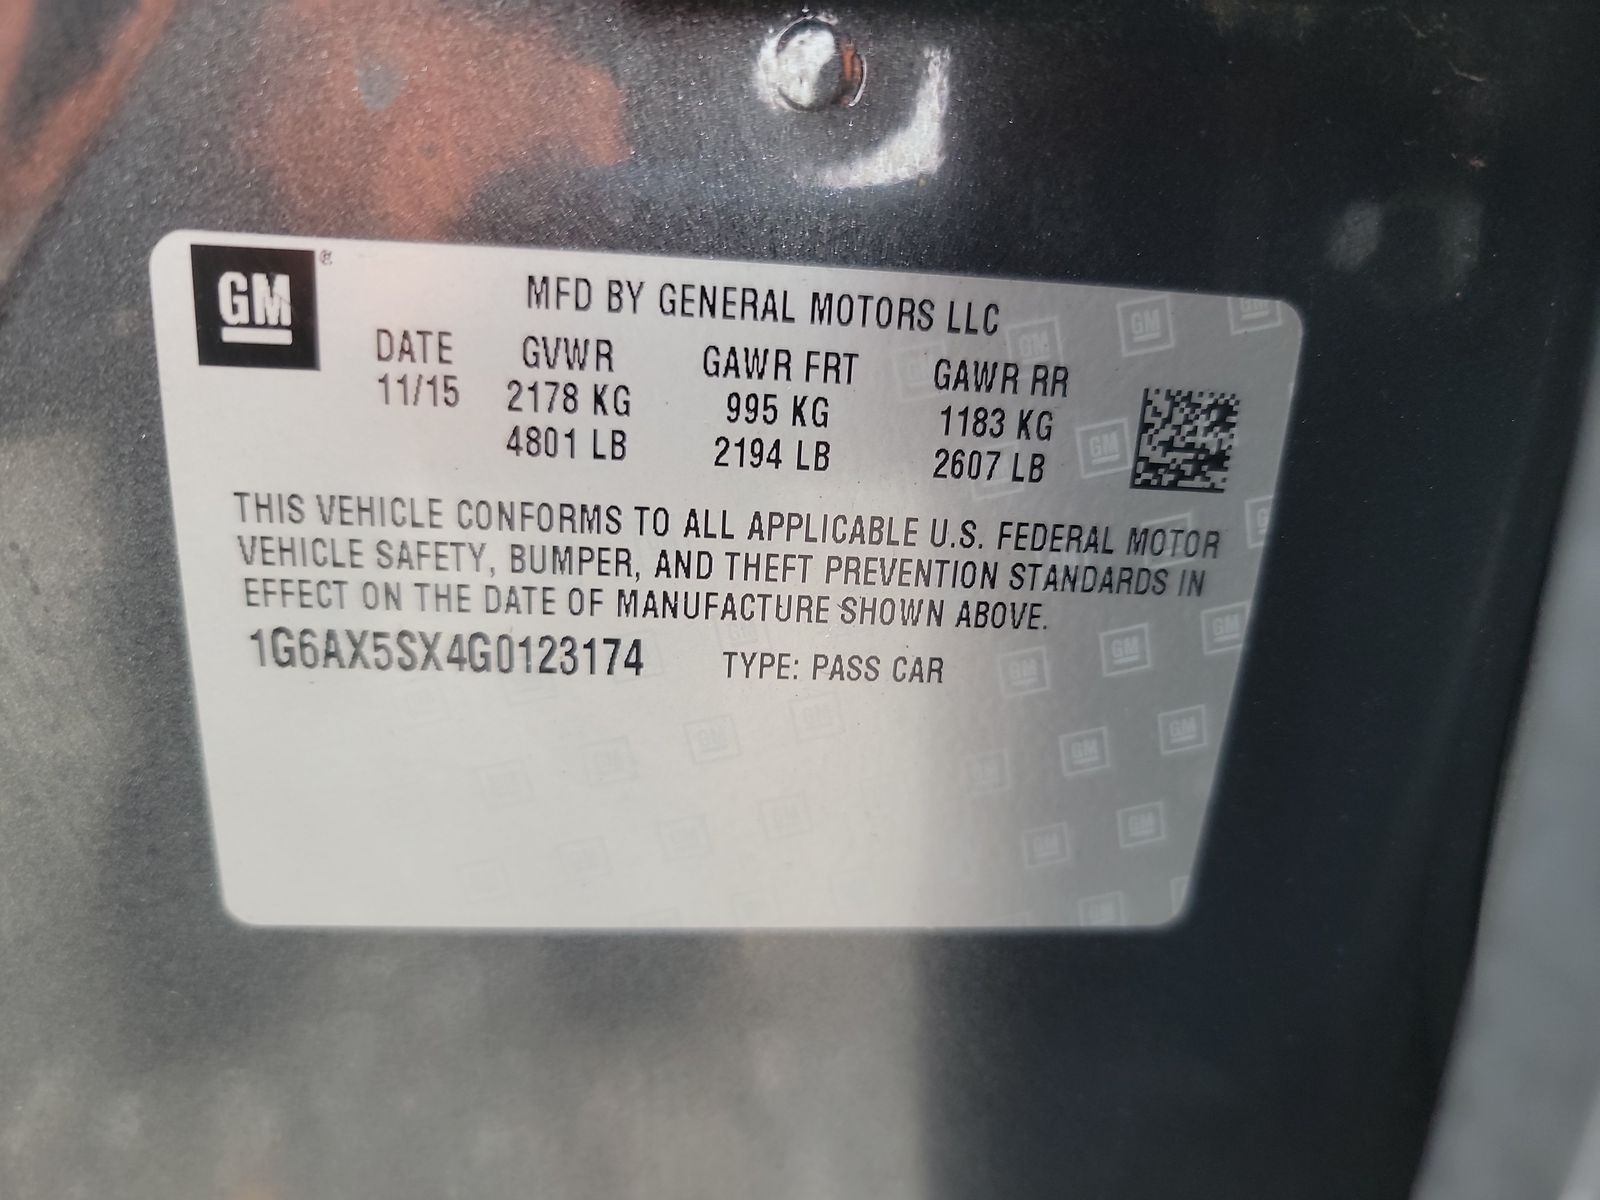 GM ®
MFD BY GENERAL MOTORS LLC
DATE GVWR GAWR FRT GAWR RR
11/15 2178 KG 995 KG 1183 KG
4801 LB 2194 LB 2607 LB
THIS VEHICLE CONFORMS TO ALL APPLICABLE U.S. FEDERAL MOTOR
VEHICLE SAFETY, BUMPER, AND THEFT PREVENTION STANDARDS IN
EFFECT ON THE DATE OF MANUFACTURE SHOWN ABOVE.
1G6AX5SX4G0123174 TYPE: PASS CAR